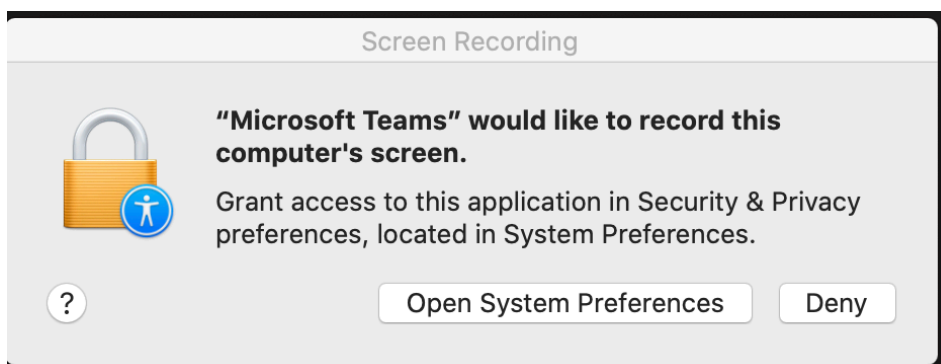 Screen Recording
“Microsoft Teams” would like to record this
computer's screen.
Grant access to this application in Security & Privacy
preferences, located in System Preferences.
?
Open System Preferences
Deny